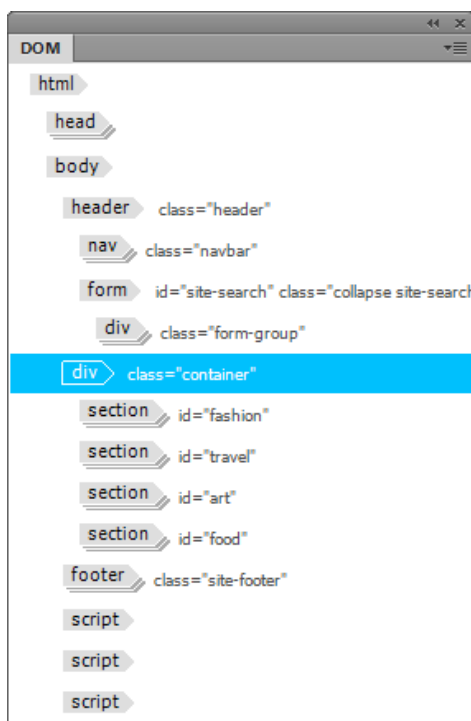 DOM
html
head
body
header class="header"
nav class="navbar"
form id="site-search" class="collapse site-search
div class="form-group"
div class="container"
section id="fashion"
section id="travel"
section id="art"
section id="food"
footer class="site-footer"
script
script
script